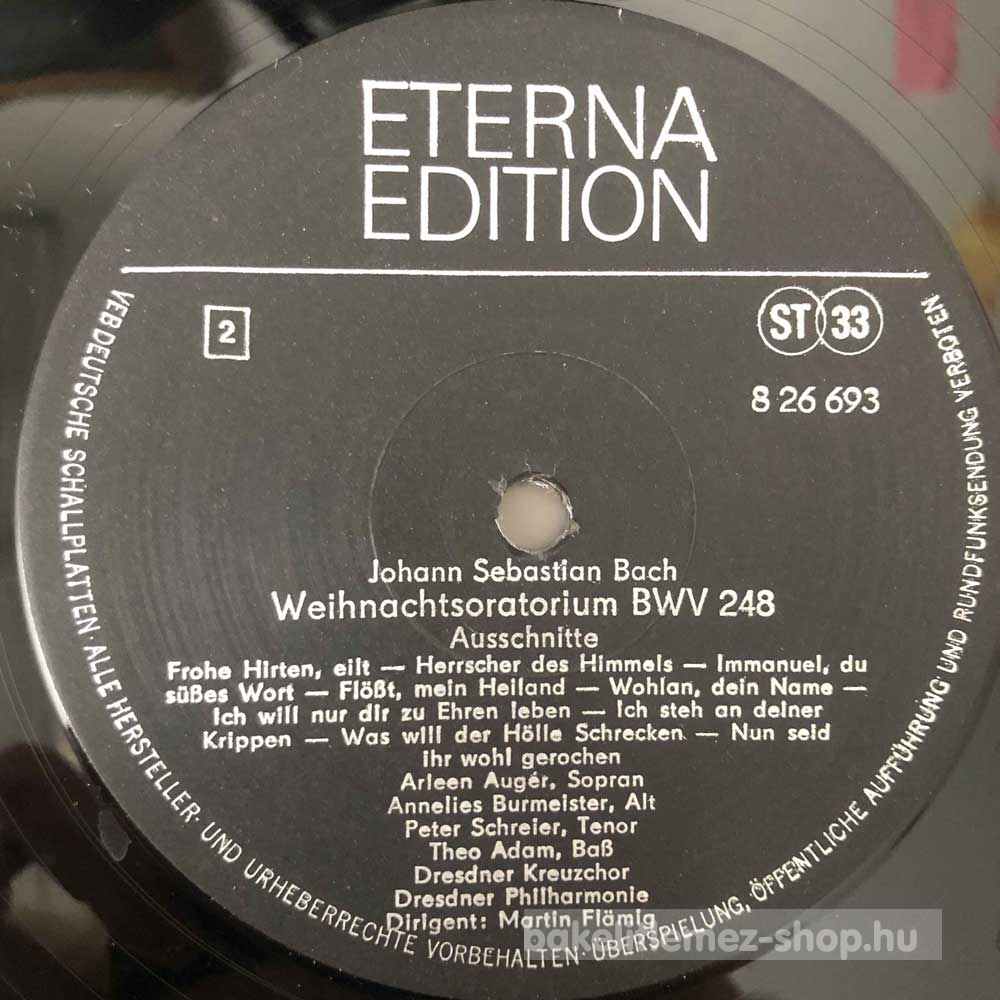 ETERNA
EDITION
2
ST 33
8 26 693
Johann Sebastian Bach
Weihnachtsoratorium BWV 248
Ausschnitte
Frohe Hirten, eilt — Herrscher des Himmels — Immanuel, du
süßes Wort — Flößt, mein Heiland — Wohlan, dein Name —
Ich will nur dir zu Ehren leben — Ich steh an deiner
Krippen — Was will der Hölle Schrecken — Nun seid
ihr wohl gerochen
Arleen Augér, Sopran
Annelies Burmeister, Alt
Peter Schreier, Tenor
Theo Adam, Baß
Dresdner Kreuzchor
Dresdner Philharmonie
Dirigent: Martin Flämig
VEB DEUTSCHE SCHALLPLATTEN · ALLE HERSTELLER- UND URHEBERRECHTE VORBEHALTEN · ÜBERSPIELUNG, ÖFFENTLICHE AUFFÜHRUNG UND RUNDFUNKSENDUNG VERBOTEN
bakelitlemez-shop.hu